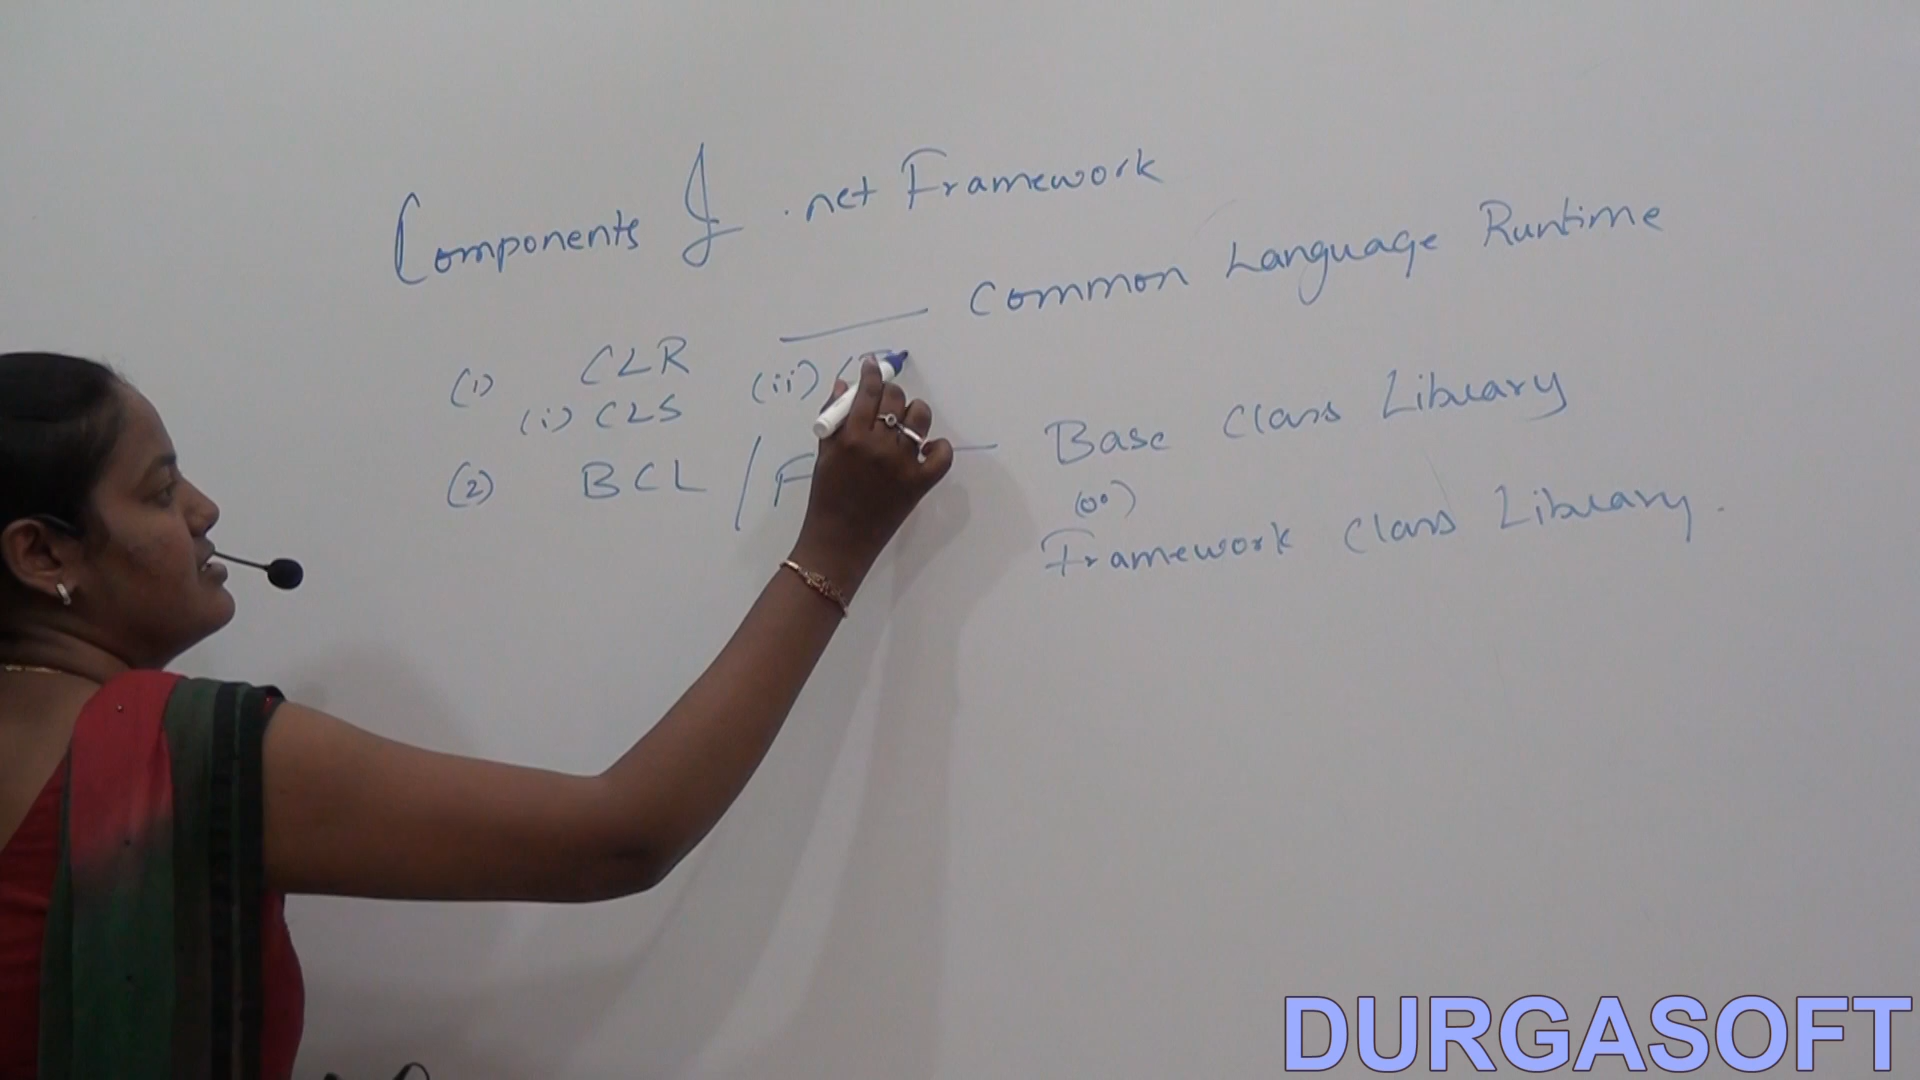 Components of .net Framework
(1) CLR — Common Language Runtime
(i) CLS (ii)
(2) BCL / F — Base Class Library
(or)
Framework Class Library.
DURGASOFT